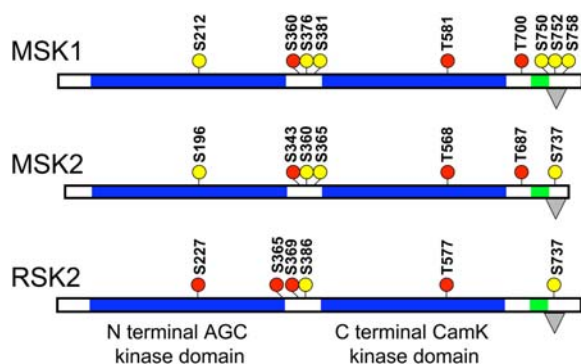 S212 S360 S376 S381 T581 T700 S750 S752 S758
MSK1
S196 S343 S360 S365 T568 T687 S737
MSK2
S227 S365 S369 S386 T577 S737
RSK2
N terminal AGC kinase domain
C terminal CamK kinase domain